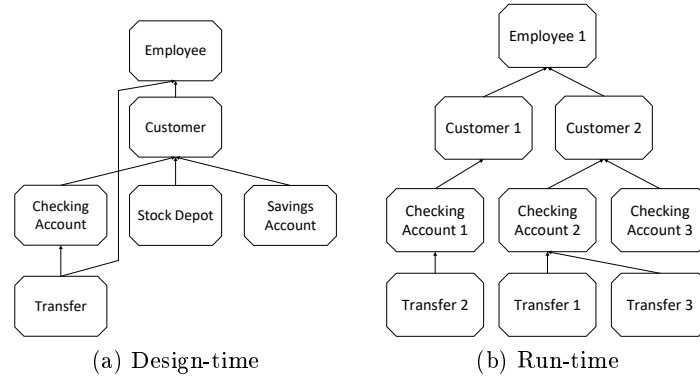 Employee
Customer
Checking
Account
Stock Depot
Savings
Account
Transfer
(a) Design-time
Employee 1
Customer 1
Customer 2
Checking
Account 1
Checking
Account 2
Checking
Account 3
Transfer 2
Transfer 1
Transfer 3
(b) Run-time